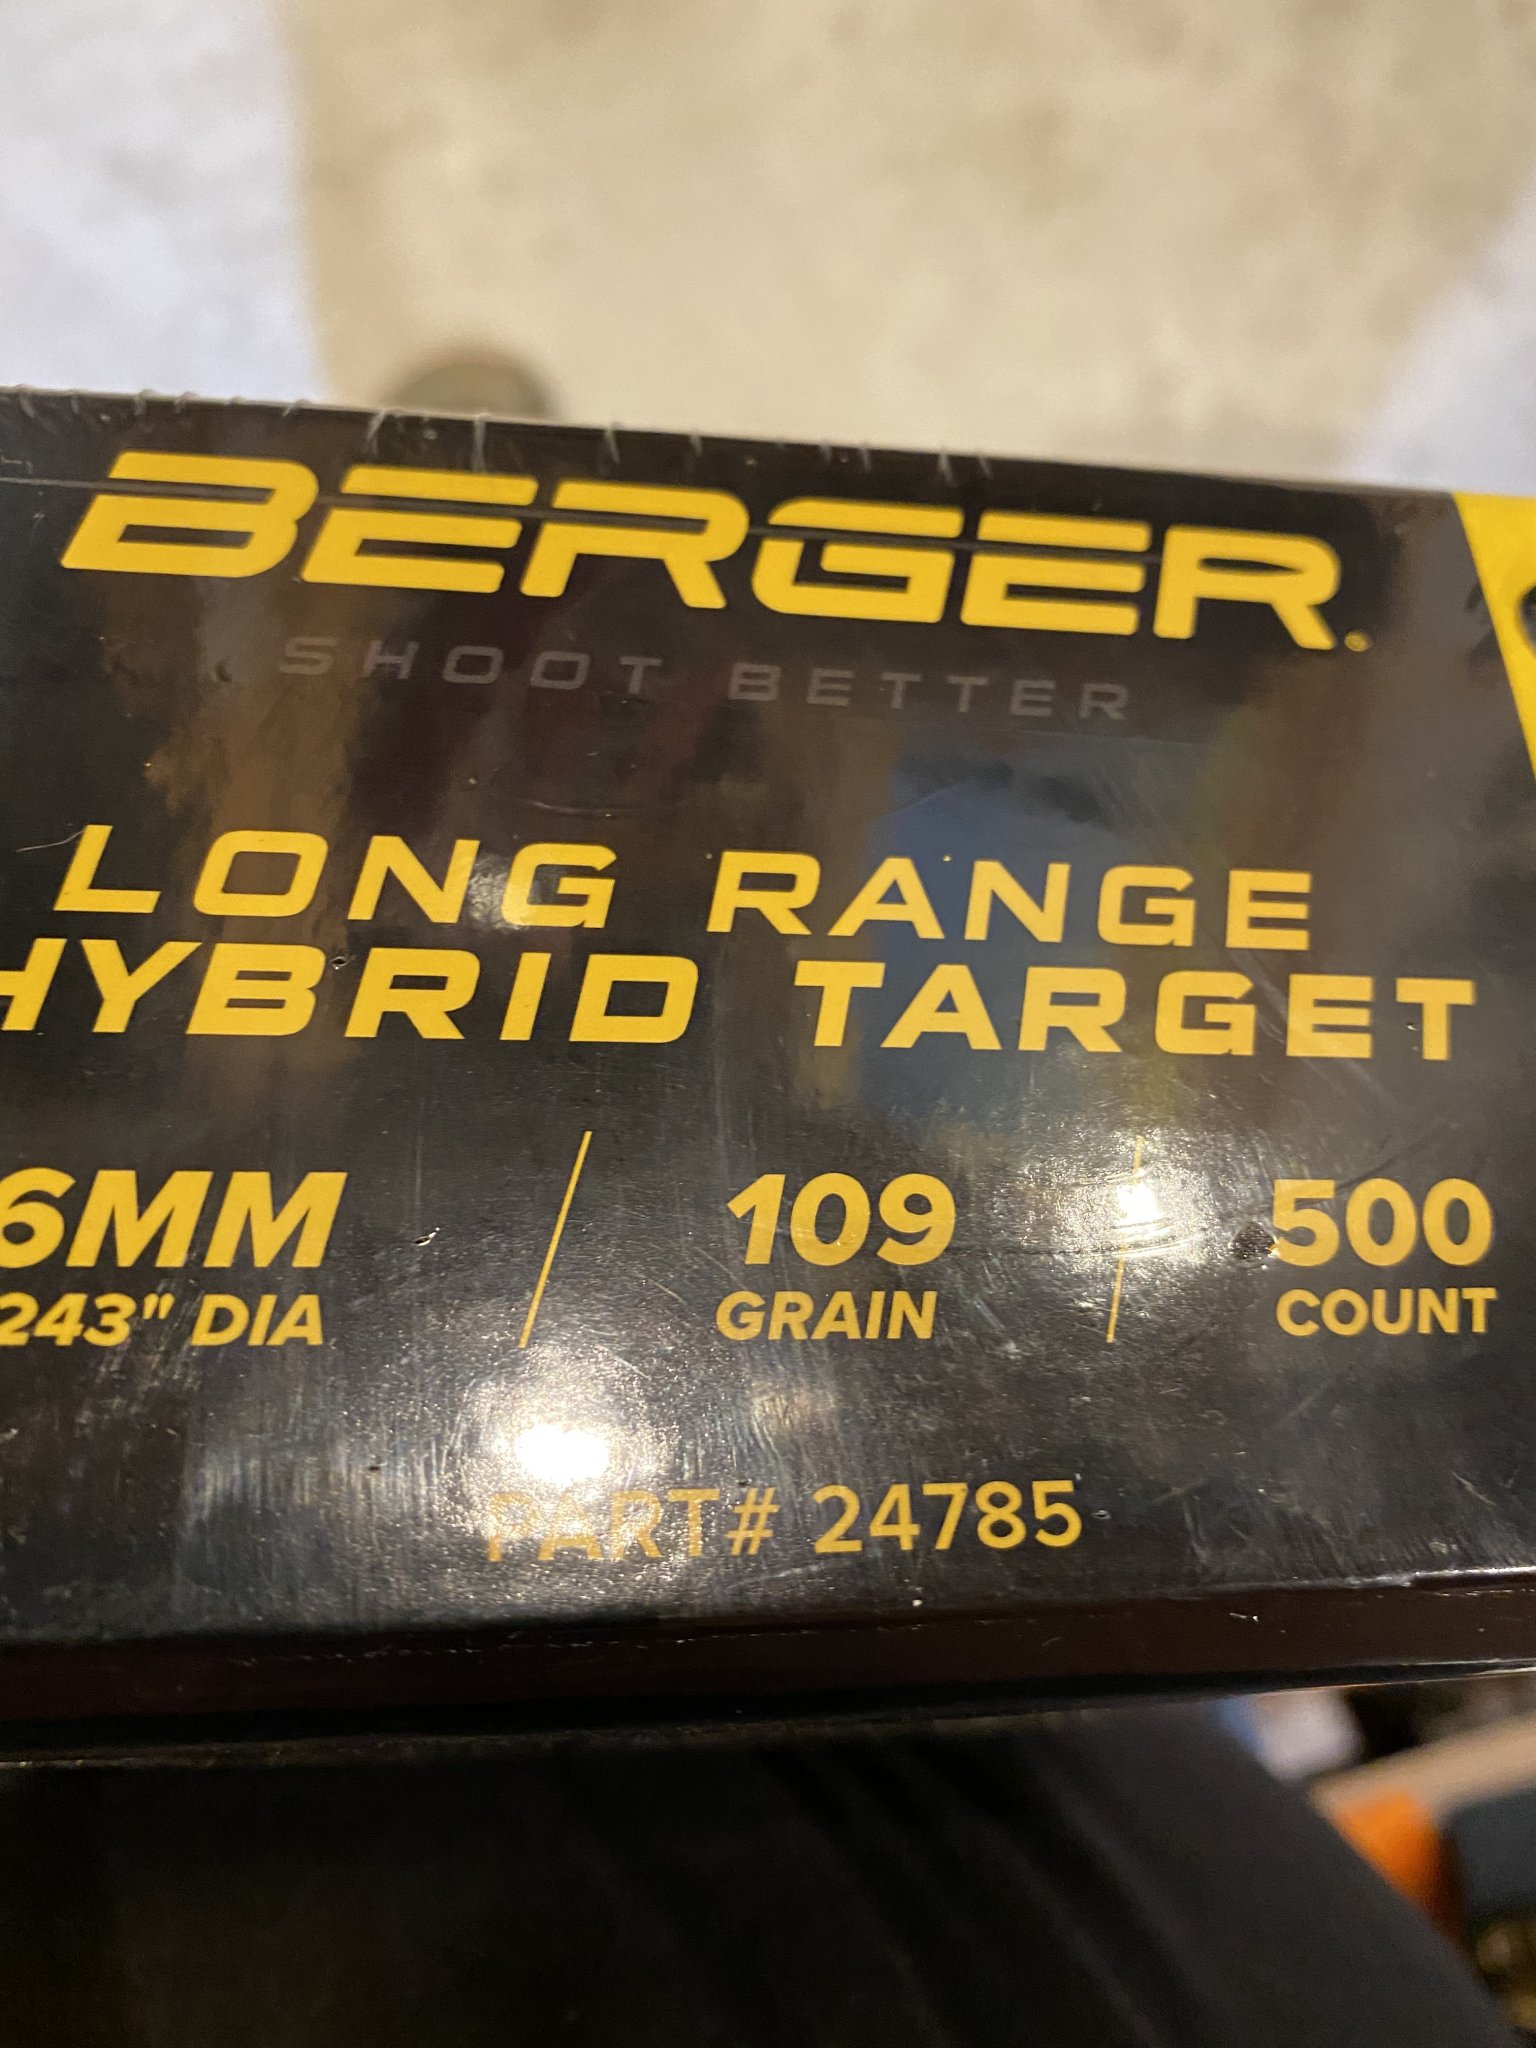 BERGER.
SHOOT BETTER
LONG RANGE
HYBRID TARGET
6MM
243" DIA
109
GRAIN
500
COUNT
PART# 24785